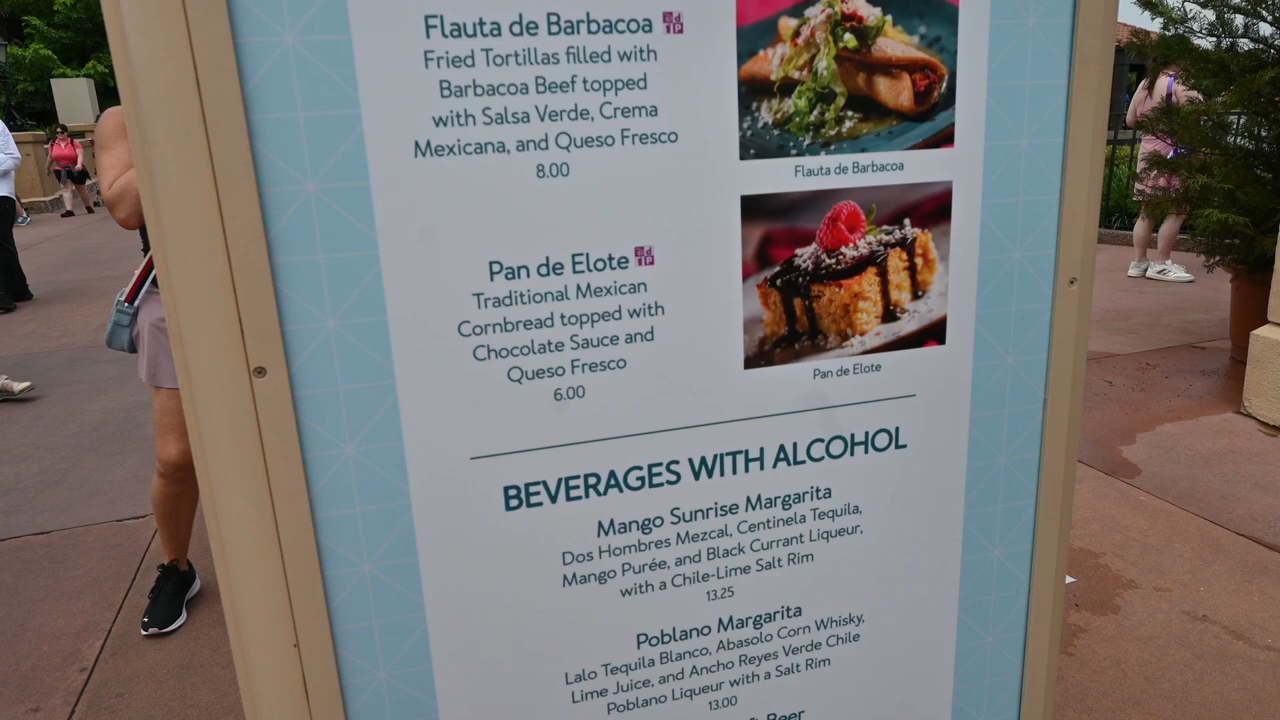 Flauta de Barbacoa
Fried Tortillas filled with
Barbacoa Beef topped
with Salsa Verde, Crema
Mexicana, and Queso Fresco
8.00
Flauta de Barbacoa
Pan de Elote
Traditional Mexican
Cornbread topped with
Chocolate Sauce and
Queso Fresco
6.00
Pan de Elote
BEVERAGES WITH ALCOHOL
Mango Sunrise Margarita
Dos Hombres Mezcal, Centinela Tequila,
Mango Purée, and Black Currant Liqueur,
with a Chile-Lime Salt Rim
13.25
Poblano Margarita
Lalo Tequila Blanco, Abasolo Corn Whisky,
Lime Juice, and Ancho Reyes Verde Chile
Poblano Liqueur with a Salt Rim
13.00
Beer